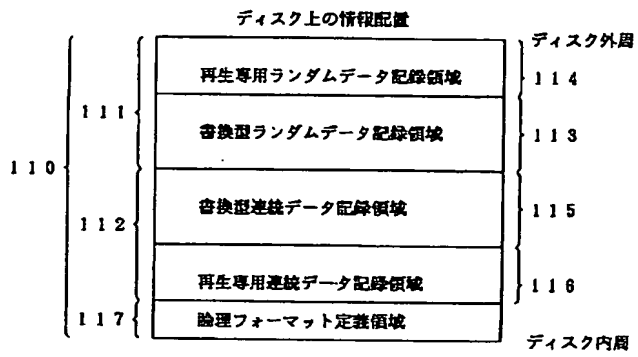 ディスク上の情報配置
ディスク外周
再生専用ランダムデータ記録領域
114
111
書換型ランダムデータ記録領域
113
110
書換型連続データ記録領域
115
112
再生専用連続データ記録領域
116
117
論理フォーマット定義領域
ディスク内周